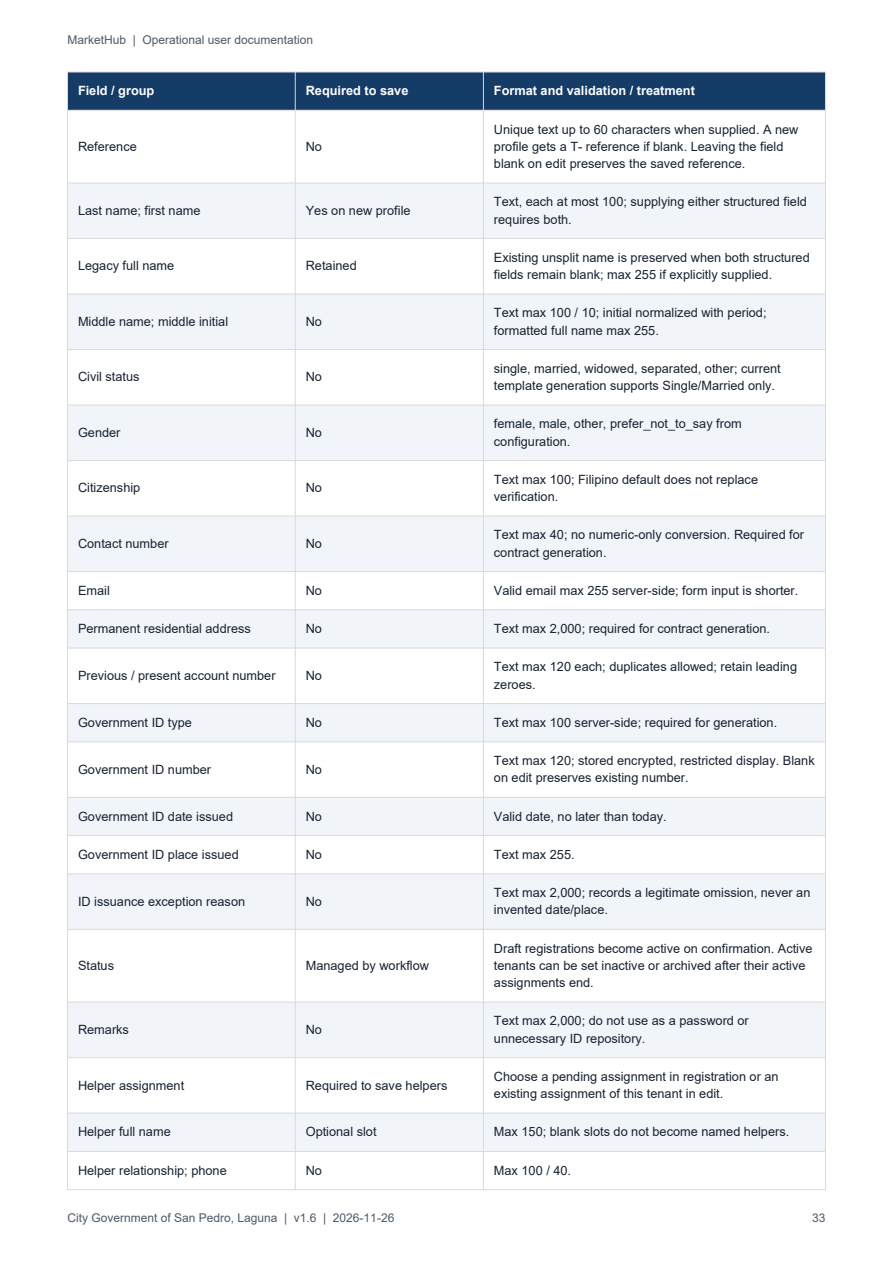 MarketHub | Operational user documentation
Field / group
Required to save
Format and validation / treatment
Reference
No
Unique text up to 60 characters when supplied. A new
profile gets a T- reference if blank. Leaving the field
blank on edit preserves the saved reference.
Last name; first name
Yes on new profile
Text, each at most 100; supplying either structured field
requires both.
Legacy full name
Retained
Existing unsplit name is preserved when both structured
fields remain blank; max 255 if explicitly supplied.
Middle name; middle initial
No
Text max 100 / 10; initial normalized with period;
formatted full name max 255.
Civil status
No
single, married, widowed, separated, other; current
template generation supports Single/Married only.
Gender
No
female, male, other, prefer_not_to_say from
configuration.
Citizenship
No
Text max 100; Filipino default does not replace
verification.
Contact number
No
Text max 40; no numeric-only conversion. Required for
contract generation.
Email
No
Valid email max 255 server-side; form input is shorter.
Permanent residential address
No
Text max 2,000; required for contract generation.
Previous / present account number
No
Text max 120 each; duplicates allowed; retain leading
zeroes.
Government ID type
No
Text max 100 server-side; required for generation.
Government ID number
No
Text max 120; stored encrypted, restricted display. Blank
on edit preserves existing number.
Government ID date issued
No
Valid date, no later than today.
Government ID place issued
No
Text max 255.
ID issuance exception reason
No
Text max 2,000; records a legitimate omission, never an
invented date/place.
Status
Managed by workflow
Draft registrations become active on confirmation. Active
tenants can be set inactive or archived after their active
assignments end.
Remarks
No
Text max 2,000; do not use as a password or
unnecessary ID repository.
Helper assignment
Required to save helpers
Choose a pending assignment in registration or an
existing assignment of this tenant in edit.
Helper full name
Optional slot
Max 150; blank slots do not become named helpers.
Helper relationship; phone
No
Max 100 / 40.
City Government of San Pedro, Laguna | v1.6 | 2026-11-26
33